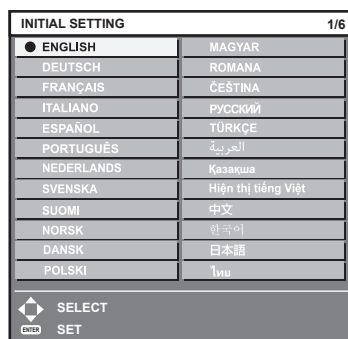 INITIAL SETTING 1/6
ENGLISH
DEUTSCH
FRANÇAIS
ITALIANO
ESPAÑOL
PORTUGUÊS
NEDERLANDS
SVENSKA
SUOMI
NORSK
DANSK
POLSKI
MAGYAR
ROMANA
ČEŠTINA
РУССКИЙ
TÜRKÇE
العربية
Қазақша
Hiện thị tiếng Việt
中文
한국어
日本語
ไทย
SELECT
ENTER SET